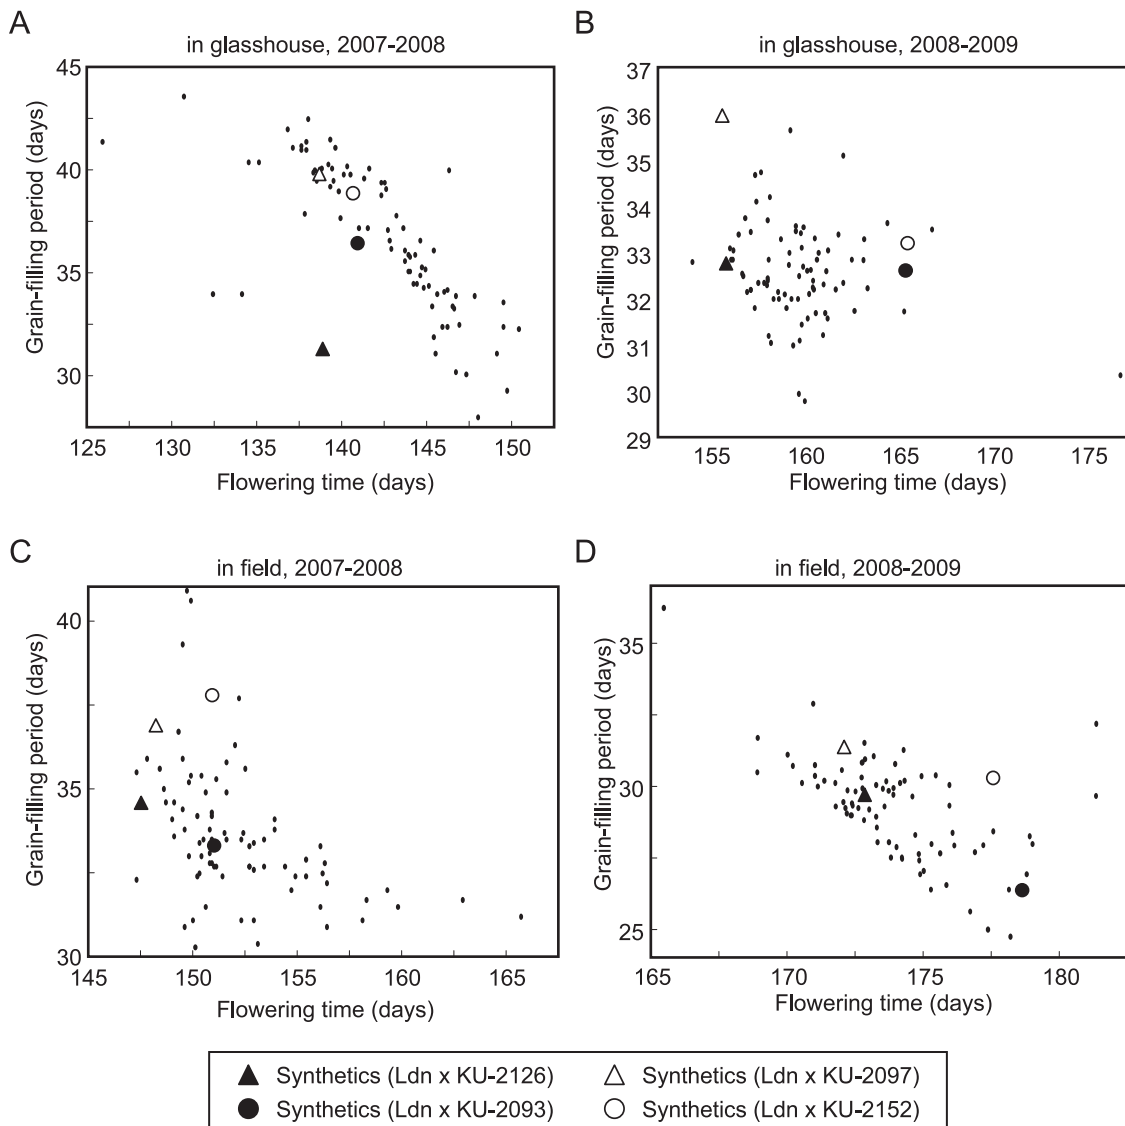 A
in glasshouse, 2007-2008
45
40
35
30
Grain-filling period (days)
125 130 135 140 145 150
Flowering time (days)
B
in glasshouse, 2008-2009
37
36
35
34
33
32
31
30
29
Grain-filling period (days)
155 160 165 170 175
Flowering time (days)
C
in field, 2007-2008
40
35
30
Grain-filling period (days)
145 150 155 160 165
Flowering time (days)
D
in field, 2008-2009
35
30
25
Grain-filling period (days)
165 170 175 180
Flowering time (days)
Synthetics (Ldn x KU-2126)
Synthetics (Ldn x KU-2097)
Synthetics (Ldn x KU-2093)
Synthetics (Ldn x KU-2152)